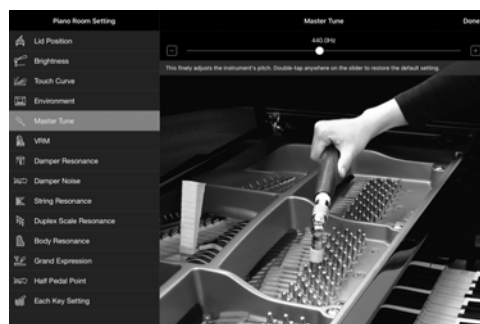 Piano Room Setting
Master Tune
Done
Lid Position
Brightness
Touch Curve
Environment
Master Tune
VRM
Damper Resonance
Damper Noise
String Resonance
Duplex Scale Resonance
Body Resonance
Grand Expression
Half Pedal Point
Each Key Setting
440.0Hz
This finely adjusts the instrument's pitch. Double-tap anywhere on the slider to restore the default setting.